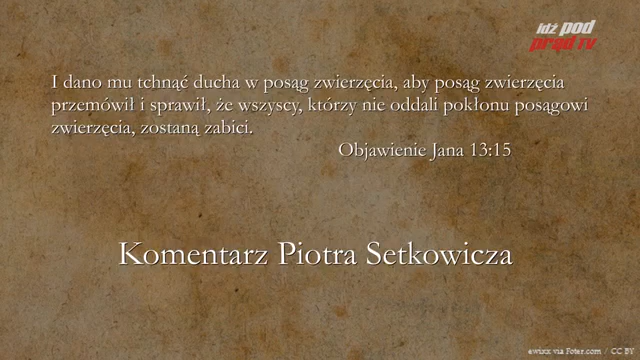 idź pod
prąd TV
I dano mu tchnąć ducha w posąg zwierzęcia, aby posąg zwierzęcia
przemówił i sprawił, że wszyscy, którzy nie oddali pokłonu posągowi
zwierzęcia, zostaną zabici.
Objawienie Jana 13:15
Komentarz Piotra Setkowicza
ewixx via Foter.com / CC BY